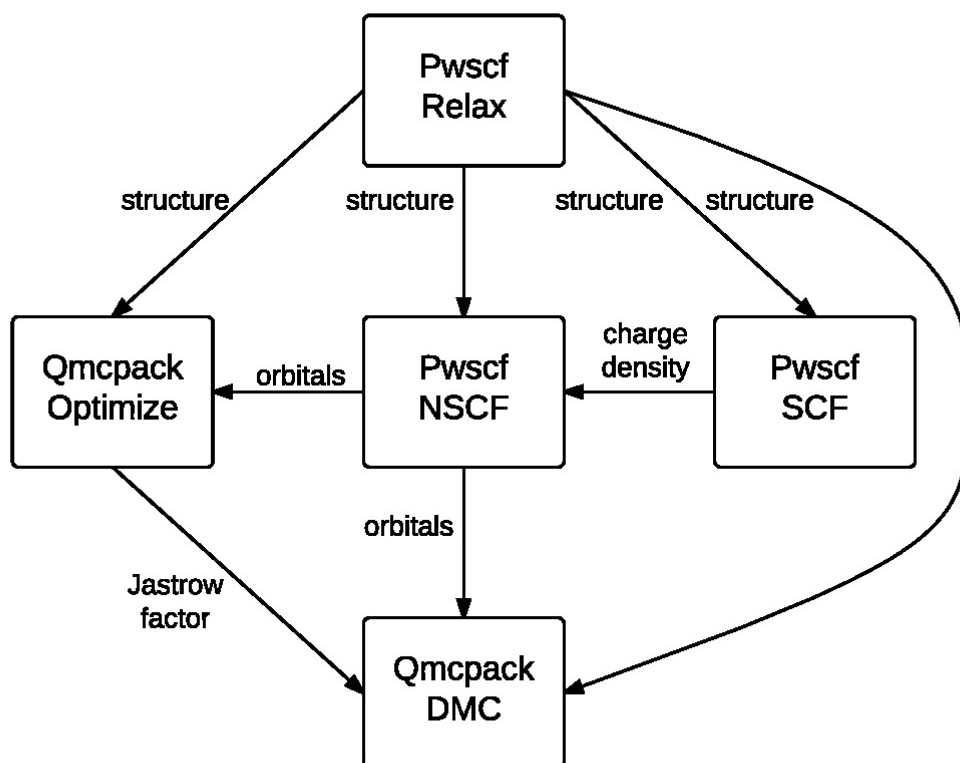 Pwscf
Relax
structure
structure
structure
structure
Qmcpack
Optimize
orbitals
Pwscf
NSCF
charge
density
Pwscf
SCF
orbitals
Jastrow
factor
Qmcpack
DMC